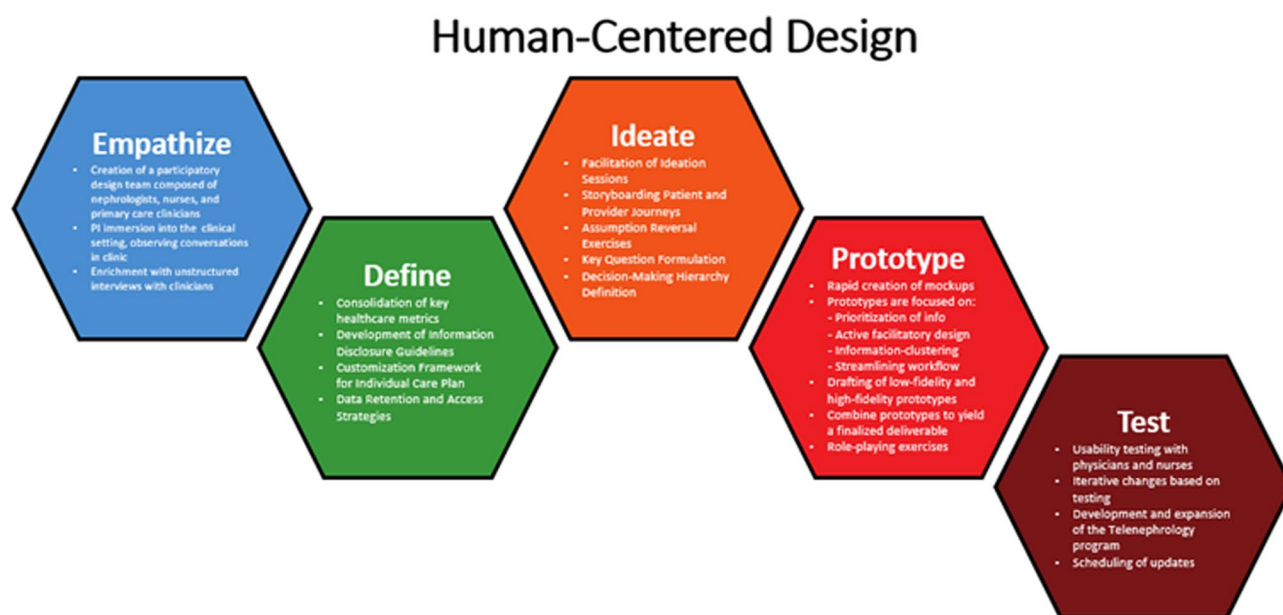 Human-Centered Design
Empathize
• Creation of a participatory
design team composed of
nephrologists, nurses, and
primary care clinicians
• PI immersion into the clinical
setting, observing conversations
in clinic
• Enrichment with unstructured
interviews with clinicians
Define
• Consolidation of key
healthcare metrics
• Development of Information
Disclosure Guidelines
• Customization Framework
for Individual Care Plan
• Data Retention and Access
Strategies
Ideate
• Facilitation of Ideation
Sessions
• Storyboarding Patient and
Provider Journeys
• Assumption Reversal
Exercises
• Key Question Formulation
• Decision-Making Hierarchy
Definition
Prototype
• Rapid creation of mockups
• Prototypes are focused on:
- Prioritization of info
- Active facilitatory design
- Information-clustering
- Streamlining workflow
• Drafting of low-fidelity and
high-fidelity prototypes
• Combine prototypes to yield
a finalized deliverable
• Role-playing exercises
Test
• Usability testing with
physicians and nurses
• Iterative changes based on
testing
• Development and expansion
of the Telenephrology
program
• Scheduling of updates